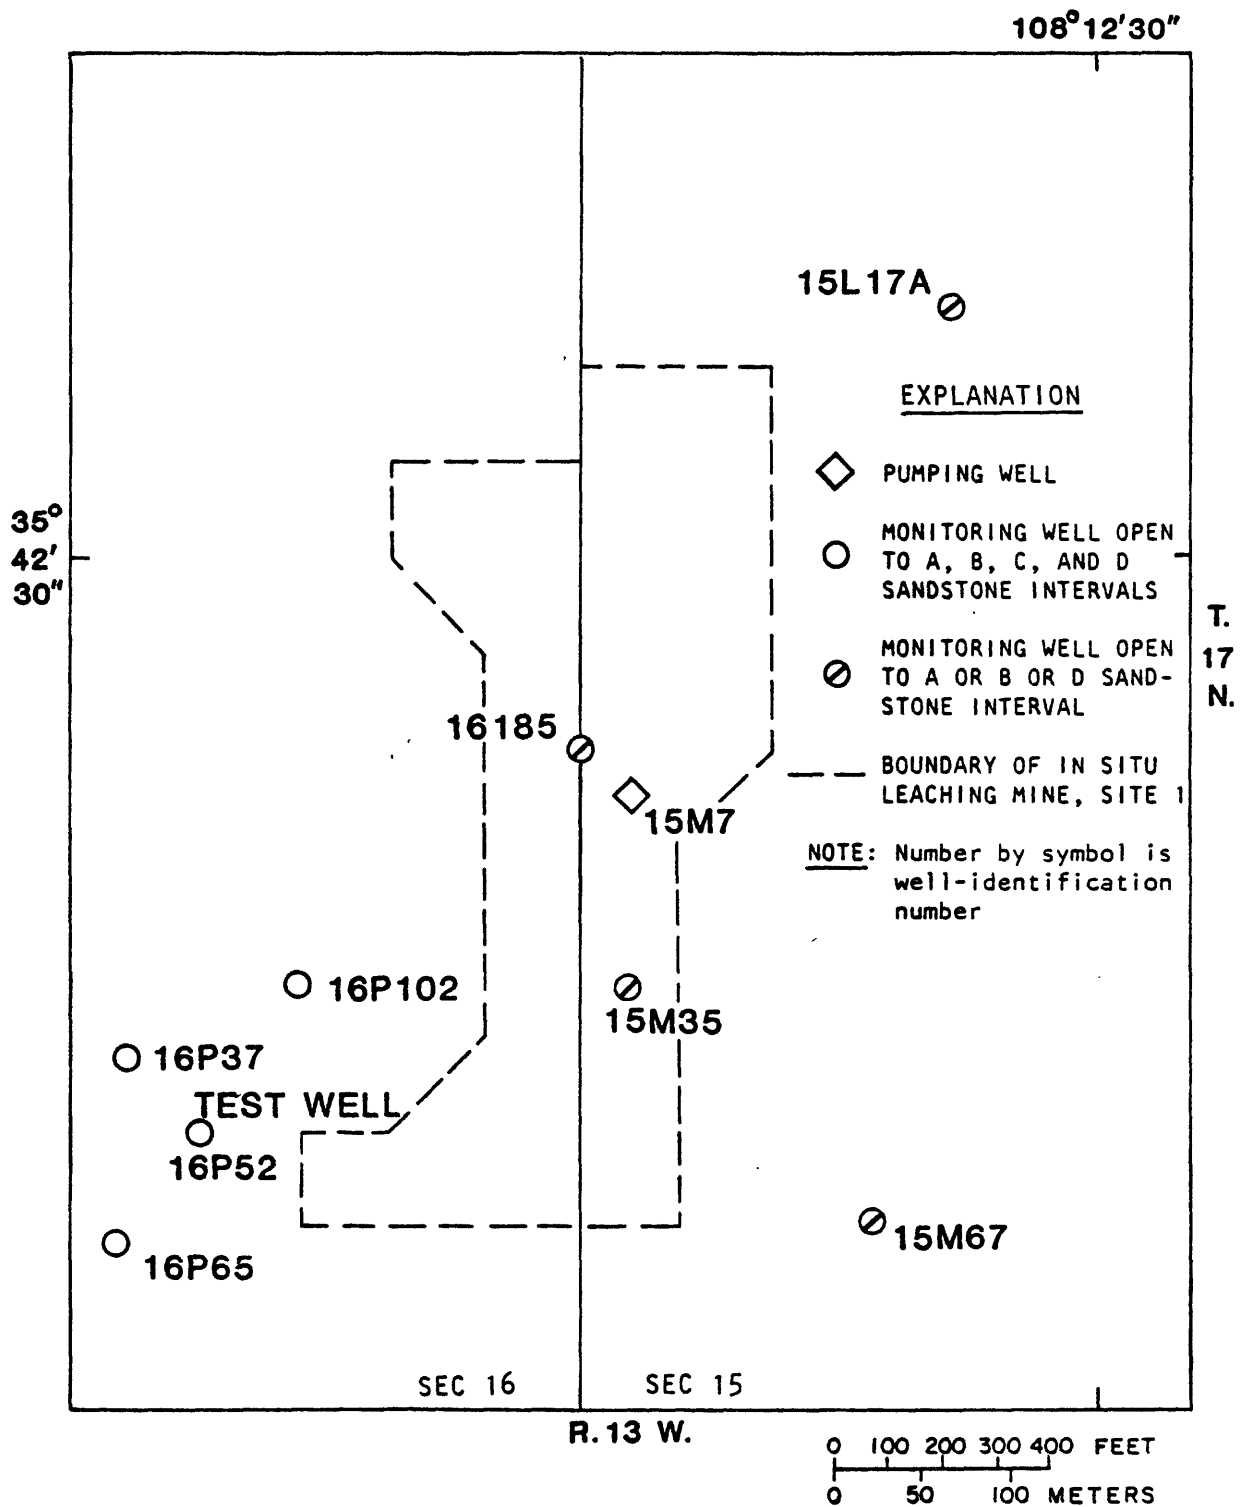 108°12'30"
15L17A
EXPLANATION
PUMPING WELL
35°
42'
30"
MONITORING WELL OPEN
TO A, B, C, AND D
SANDSTONE INTERVALS
T.
17
N.
MONITORING WELL OPEN
TO A OR B OR D SAND-
STONE INTERVAL
16185
BOUNDARY OF IN SITU
LEACHING MINE, SITE 1
15M7
NOTE: Number by symbol is
well-identification
number
16P102
15M35
16P37
TEST WELL
16P52
15M67
16P65
SEC 16
SEC 15
R. 13 W.
0 100 200 300 400 FEET
0 50 100 METERS